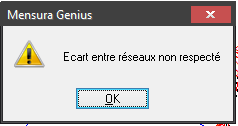 Mensura Genius
Ecart entre réseaux non respecté
OK